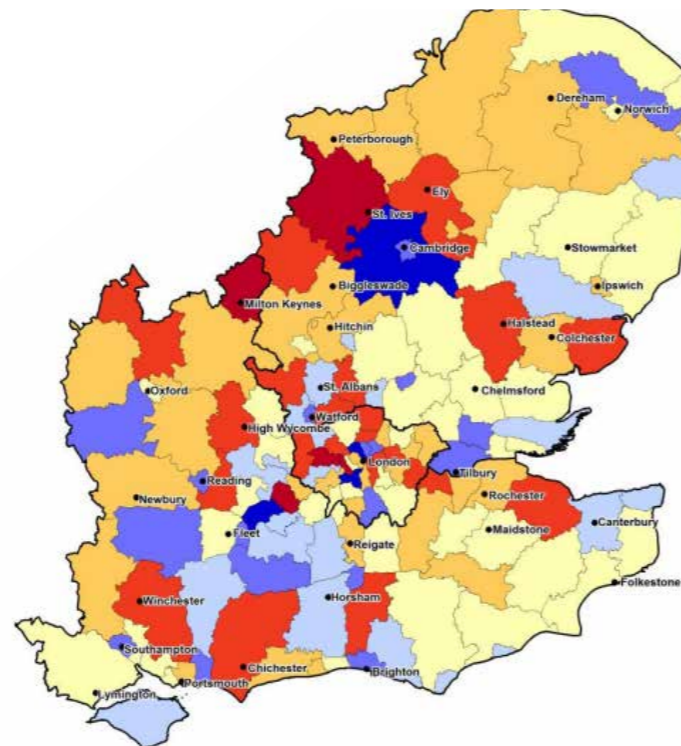 Dereham
Norwich
Peterborough
Ely
St. Ives
Cambridge
Stowmarket
Biggleswade
Ipswich
Milton Keynes
Hitchin
Halstead
Colchester
St. Albans
Oxford
Chelmsford
Watford
High Wycombe
London
Tilbury
Reading
Rochester
Newbury
Canterbury
Maidstone
Fleet
Reigate
Folkestone
Winchester
Horsham
Southampton
Chichester
Brighton
Portsmouth
Lymington